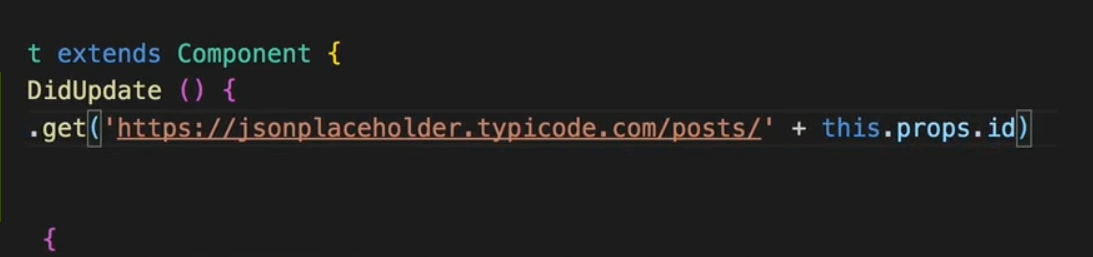 t extends Component {
DidUpdate () {
.get('https://jsonplaceholder.typicode.com/posts/' + this.props.id)
{